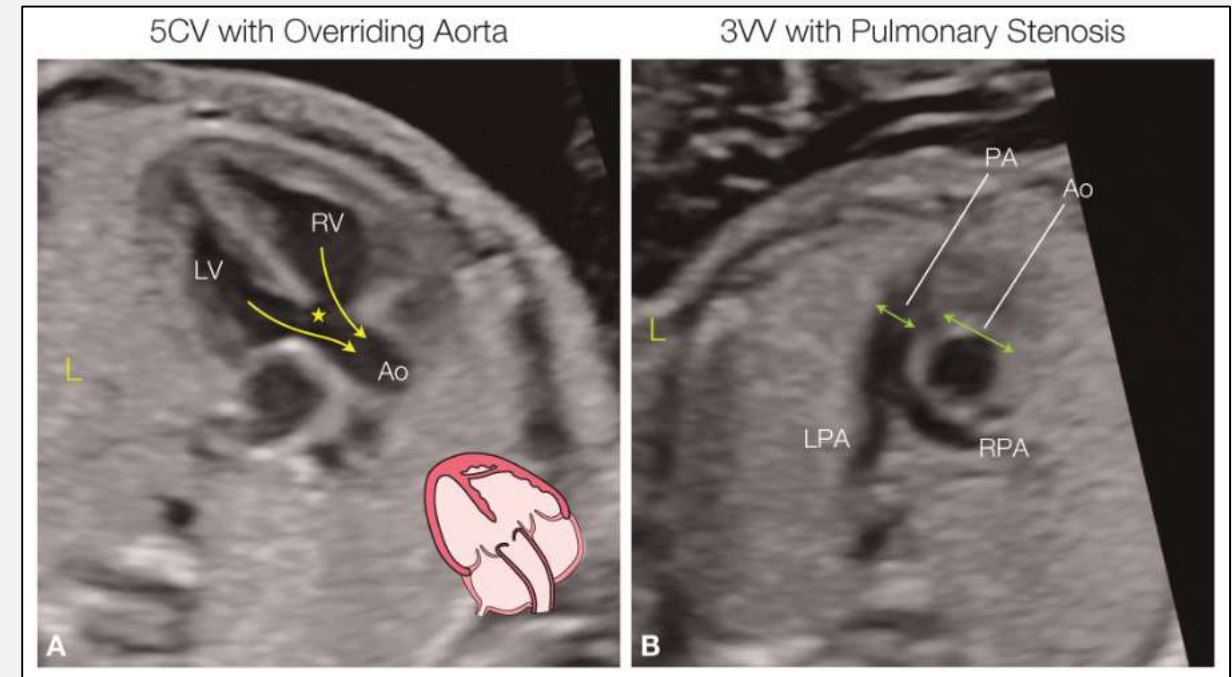 5CV with Overriding Aorta
3VV with Pulmonary Stenosis
RV
LV
L
Ao
A
PA
Ao
L
LPA
RPA
B